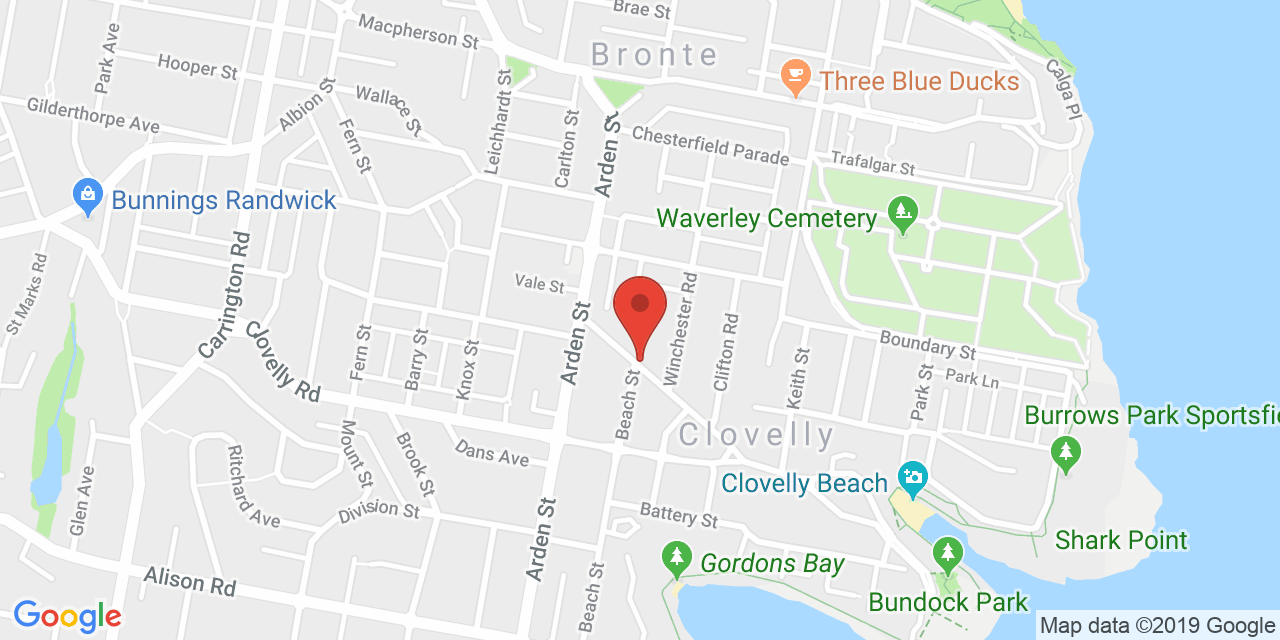 Brae St
Macpherson St
Bronte
Park Ave
Hooper St
Three Blue Ducks
Calga Pl
Leichhardt St
Wallace St
Albion St
Gilderthorpe Ave
Fern St
Carlton St
Arden St
Chesterfield Parade
Trafalgar St
Bunnings Randwick
Waverley Cemetery
St Marks Rd
Carrington Rd
Vale St
Arden St
Winchester Rd
Clovelly Rd
Fern St
Barry St
Knox St
Clifton Rd
Boundary St
Keith St
Park Ln
Park St
Beach St
Burrows Park Sportsfie
Clovelly
Mount St
Brook St
Dans Ave
Clovelly Beach
Ritchard Ave
Glen Ave
Division St
Battery St
Arden St
Shark Point
Gordons Bay
Alison Rd
Beach St
Bundock Park
Google
Map data ©2019 Google